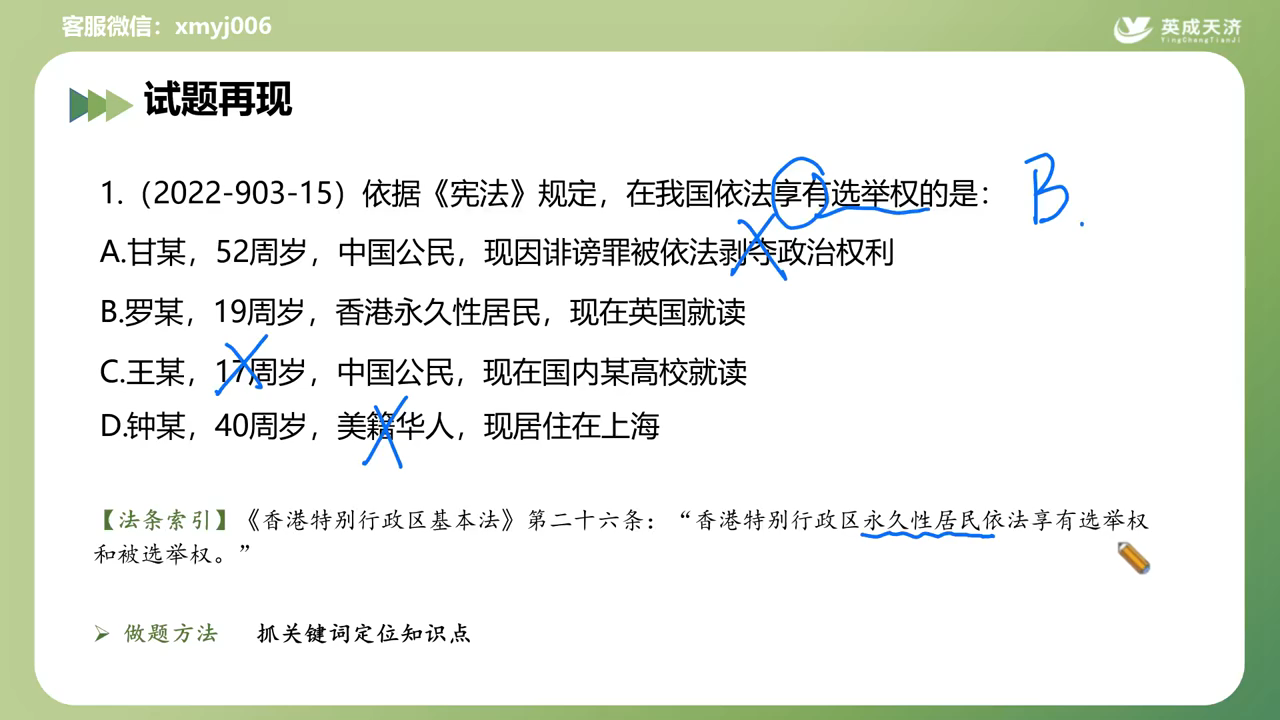 客服微信：xmyj006
英成天济
YingChengTianJi
试题再现
1.（2022-903-15）依据《宪法》规定，在我国依法享有选举权的是：
B.
A.甘某，52周岁，中国公民，现因诽谤罪被依法剥夺政治权利
B.罗某，19周岁，香港永久性居民，现在英国就读
C.王某，17周岁，中国公民，现在国内某高校就读
D.钟某，40周岁，美籍华人，现居住在上海
【法条索引】《香港特别行政区基本法》第二十六条：“香港特别行政区永久性居民依法享有选举权
和被选举权。”
做题方法 抓关键词定位知识点